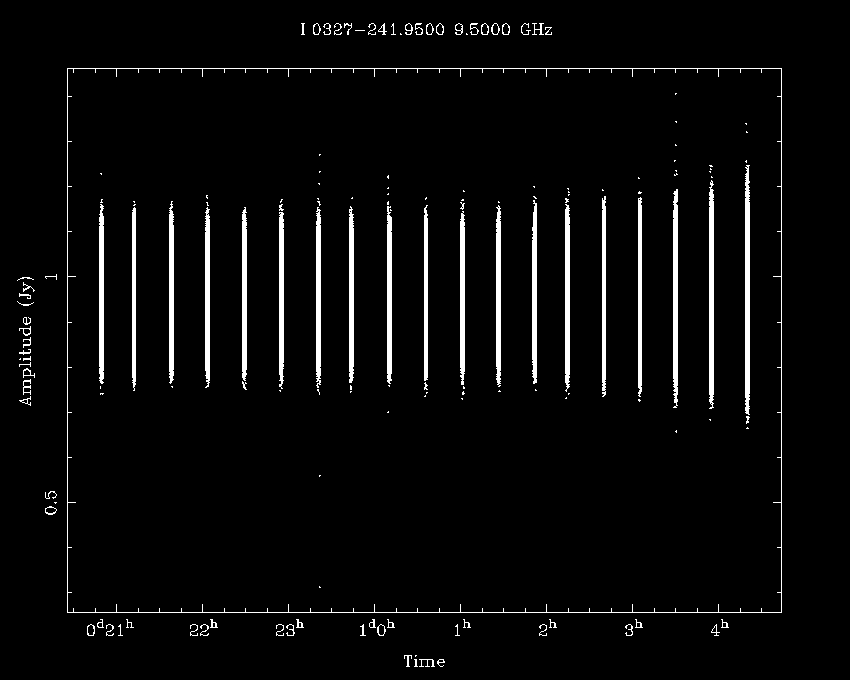 I 0327−241.9500 9.5000 GHz
Amplitude (Jy)
1
0.5
0ᵈ21ʰ 22ʰ 23ʰ 1ᵈ0ʰ 1ʰ 2ʰ 3ʰ 4ʰ
Time